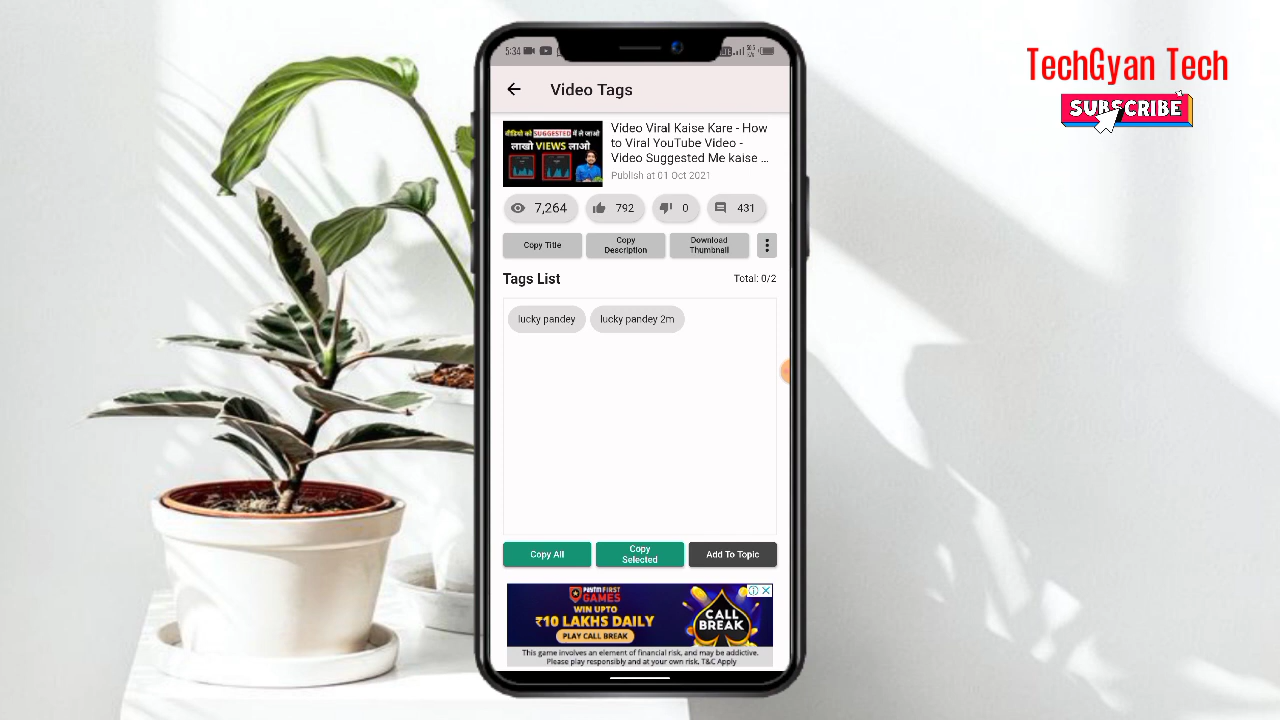 TechGyan Tech
SUBSCRIBE
5:34
Video Tags
वीडियो को SUGGESTED में ले जाओ
लाखो VIEWS लाओ
Video Viral Kaise Kare - How
to Viral YouTube Video -
Video Suggested Me kaise ...
Publish at 01 Oct 2021
7,264
792
0
431
Copy Title
Copy
Description
Download
Thumbnail
Tags List
Total: 0/2
lucky pandey
lucky pandey 2m
Copy All
Copy
Selected
Add To Topic
PAYTM FIRST
GAMES
WIN UPTO
₹10 LAKHS DAILY
PLAY CALL BREAK
CALL
BREAK
This game involves an element of financial risk, and may be addictive.
Please play responsibly and at your own risk. T&C Apply